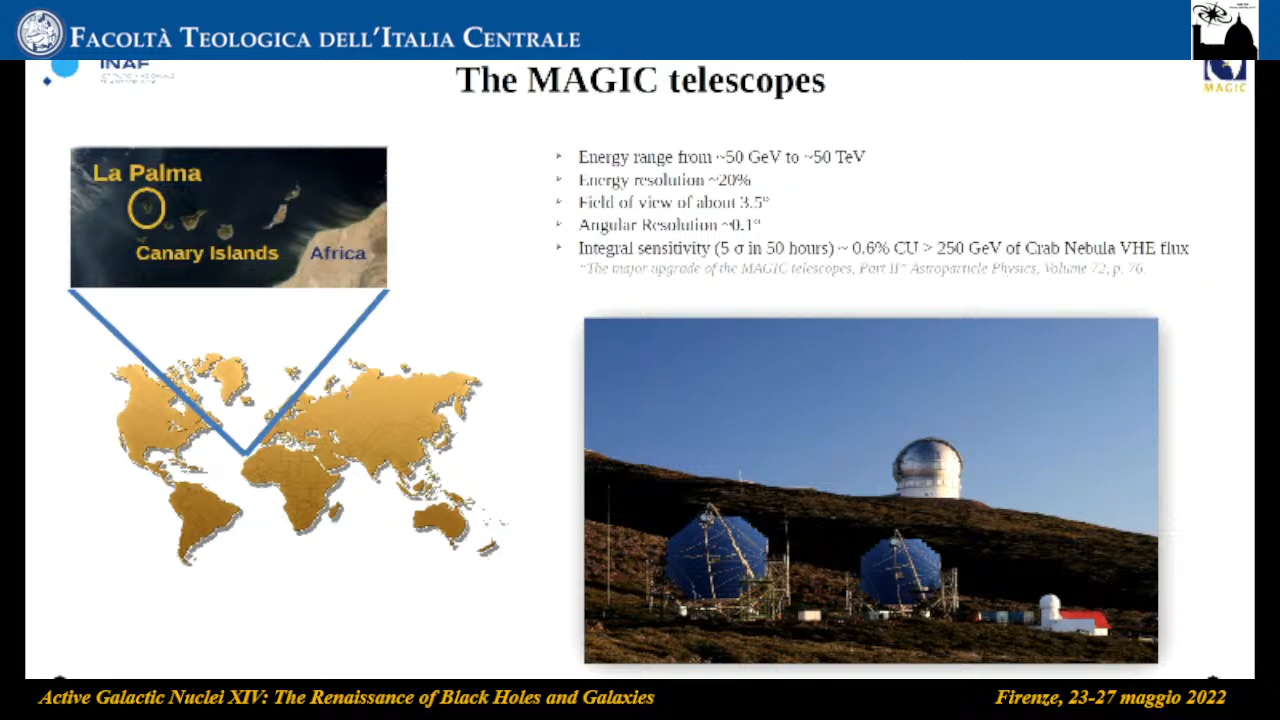 FACOLTÀ TEOLOGICA DELL'ITALIA CENTRALE
INAF
The MAGIC telescopes
MAGIC
La Palma
Canary Islands
Africa
Energy range from ~50 GeV to ~50 TeV
Energy resolution ~20%
Field of view of about 3.5°
Angular Resolution ~0.1°
Integral sensitivity (5 σ in 50 hours) ~ 0.6% CU > 250 GeV of Crab Nebula VHE flux
"The major upgrade of the MAGIC telescopes, Part II" Astroparticle Physics, Volume 72, p. 76.
Active Galactic Nuclei XIV: The Renaissance of Black Holes and Galaxies
Firenze, 23-27 maggio 2022